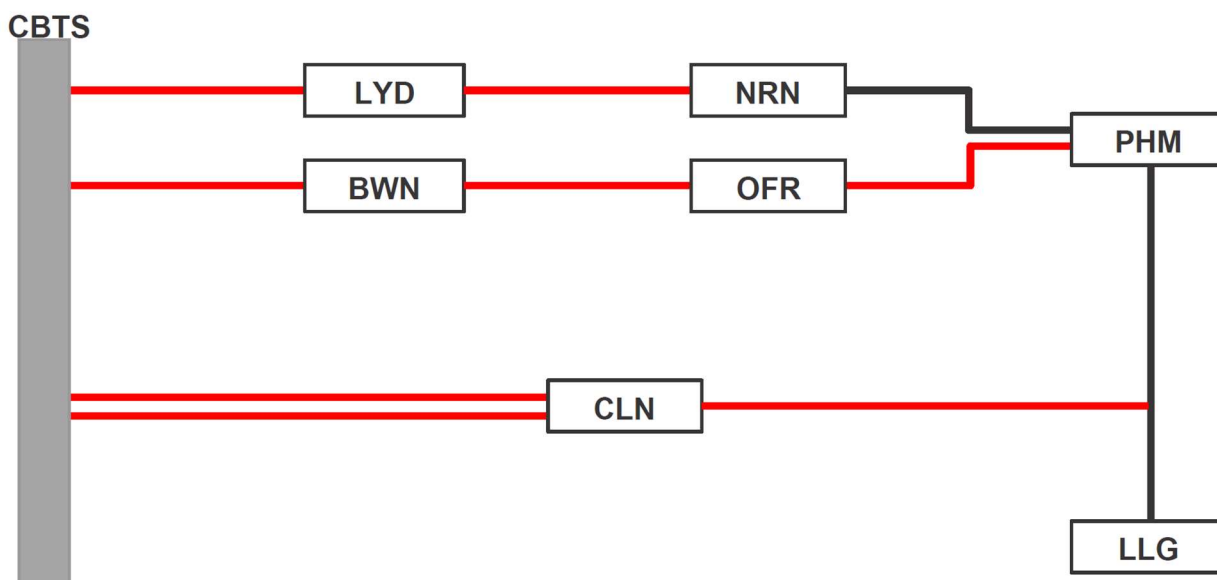 CBTS
LYD
NRN
PHM
BWN
OFR
CLN
LLG